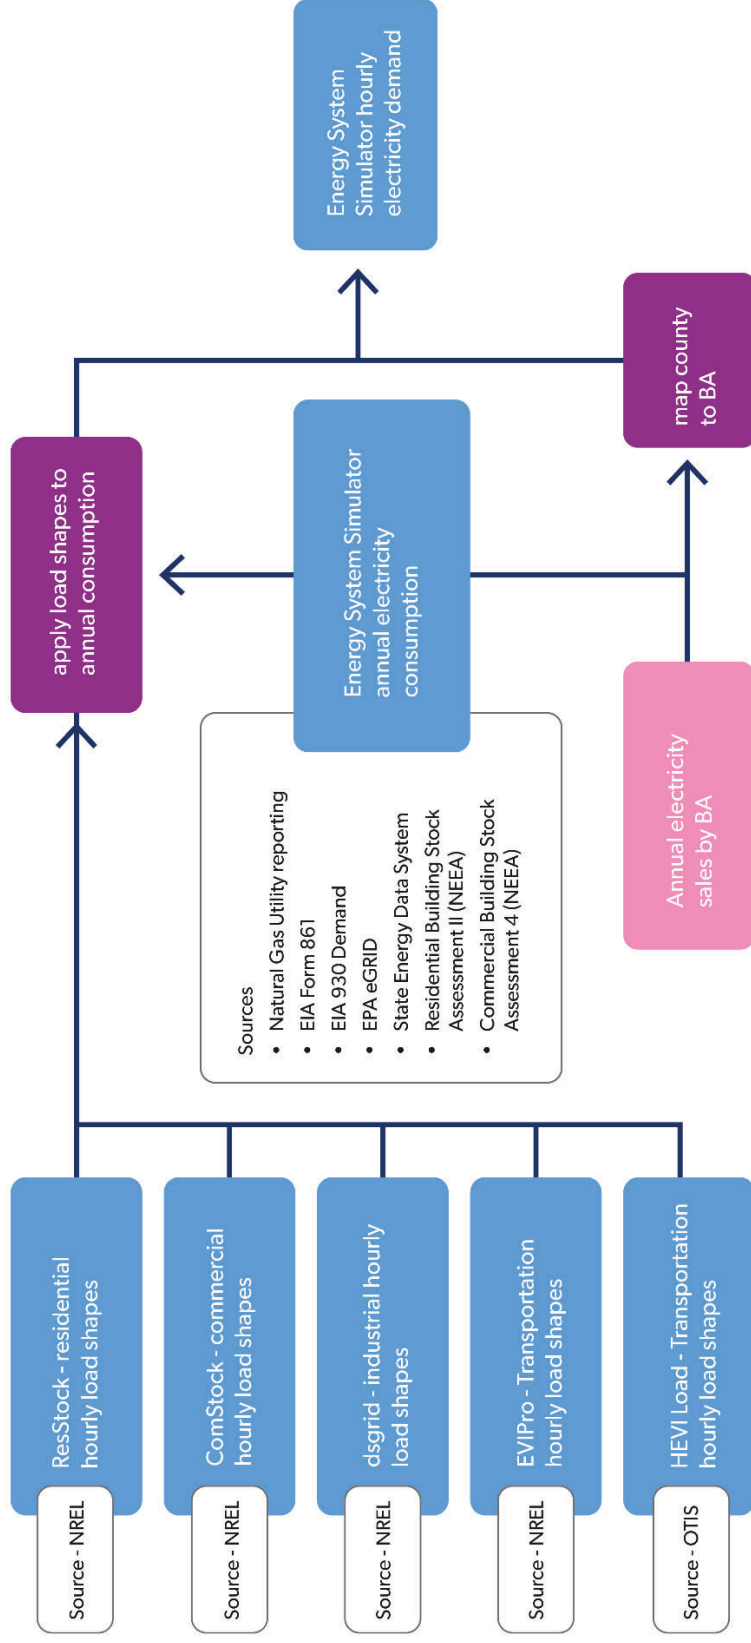 Source - NREL
ResStock - residential
hourly load shapes
Source - NREL
ComStock - commercial
hourly load shapes
Source - NREL
dsgrid - industrial hourly
load shapes
Source - NREL
EVIPro - Transportation
hourly load shapes
Source - OTIS
HEVI Load - Transportation
hourly load shapes
apply load shapes to
annual consumption
Sources
• Natural Gas Utility reporting
• EIA Form 861
• EIA 930 Demand
• EPA eGRID
• State Energy Data System
• Residential Building Stock
Assessment II (NEEA)
• Commercial Building Stock
Assessment 4 (NEEA)
Energy System Simulator
annual electricity
consumption
Annual electricity
sales by BA
map county
to BA
Energy System
Simulator hourly
electricity demand